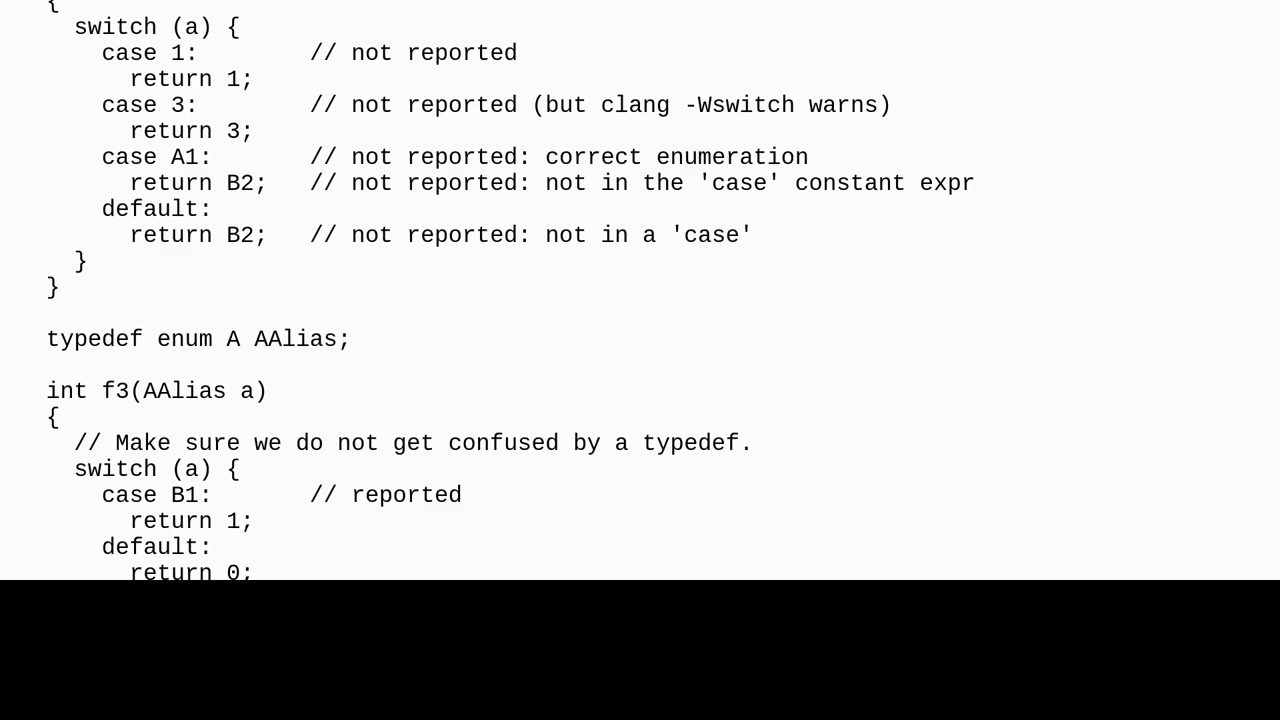 {
  switch (a) {
    case 1:        // not reported
      return 1;
    case 3:        // not reported (but clang -Wswitch warns)
      return 3;
    case A1:       // not reported: correct enumeration
      return B2;   // not reported: not in the 'case' constant expr
    default:
      return B2;   // not reported: not in a 'case'
  }
}

typedef enum A AAlias;

int f3(AAlias a)
{
  // Make sure we do not get confused by a typedef.
  switch (a) {
    case B1:       // reported
      return 1;
    default:
      return 0;